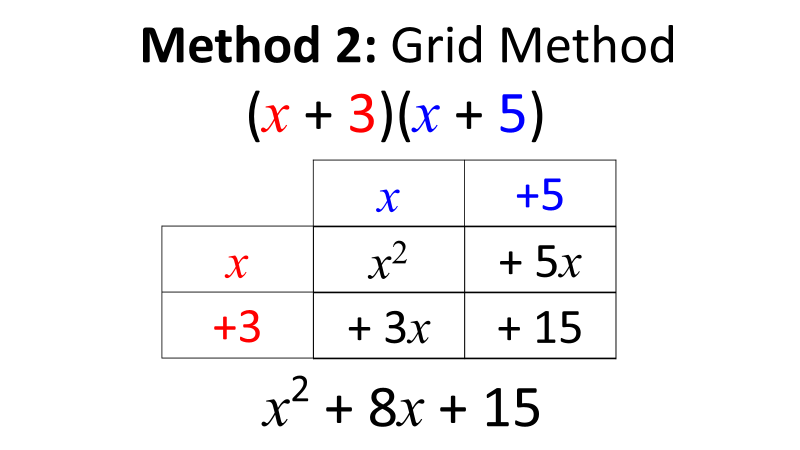 Method 2: Grid Method
(x + 3)(x + 5)
x +5
x x² + 5x
+3 + 3x + 15
x² + 8x + 15